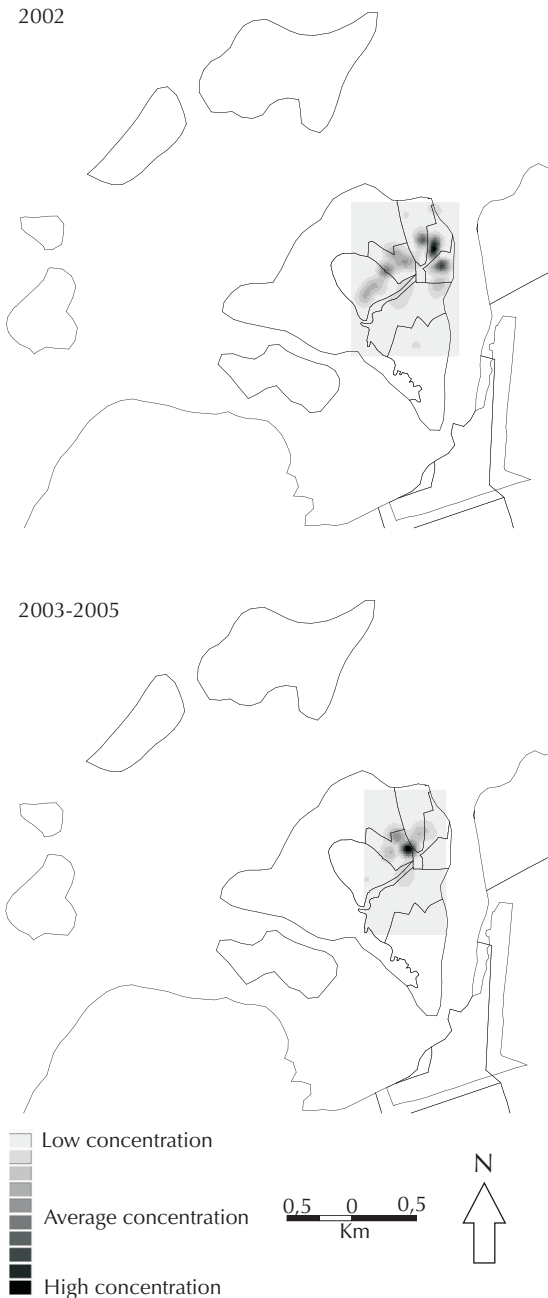 2002
2003-2005
Low concentration
Average concentration
High concentration
0,5 0 0,5
Km
N